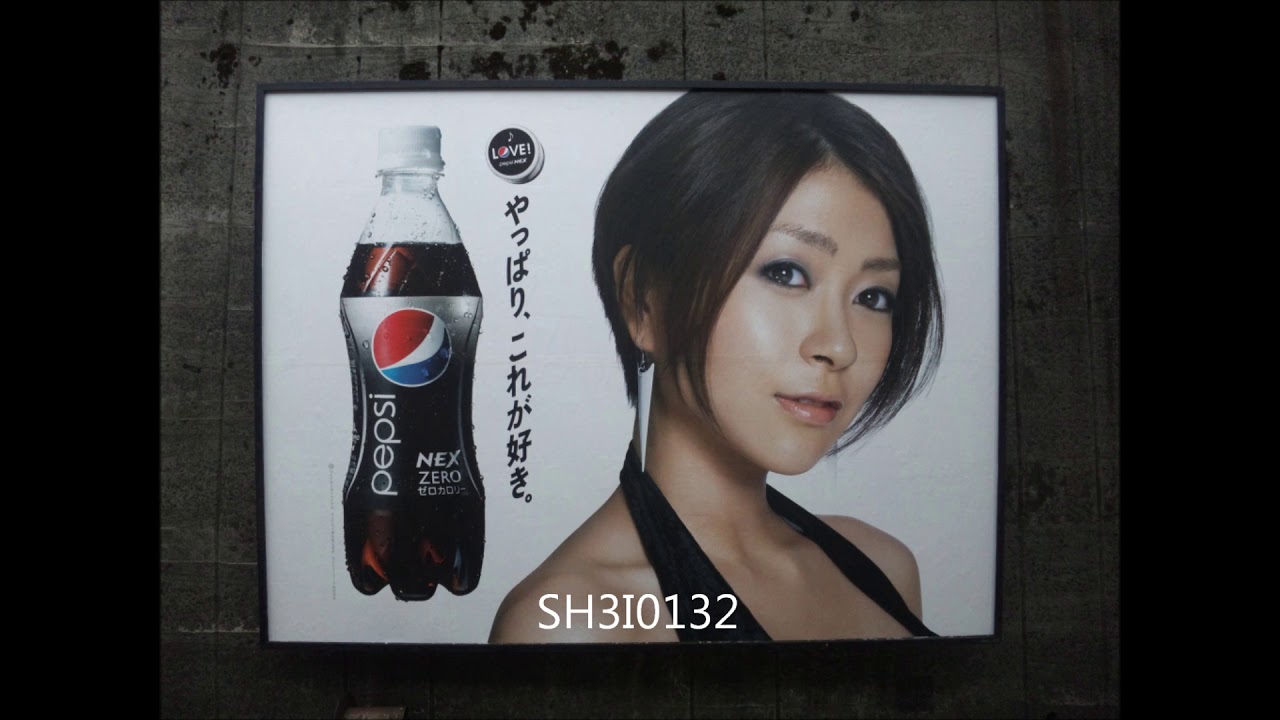 LOVE!
pepsi NEX
やっぱり、これが好き。
pepsi
NEX
ZERO
ゼロカロリー
SH3I0132